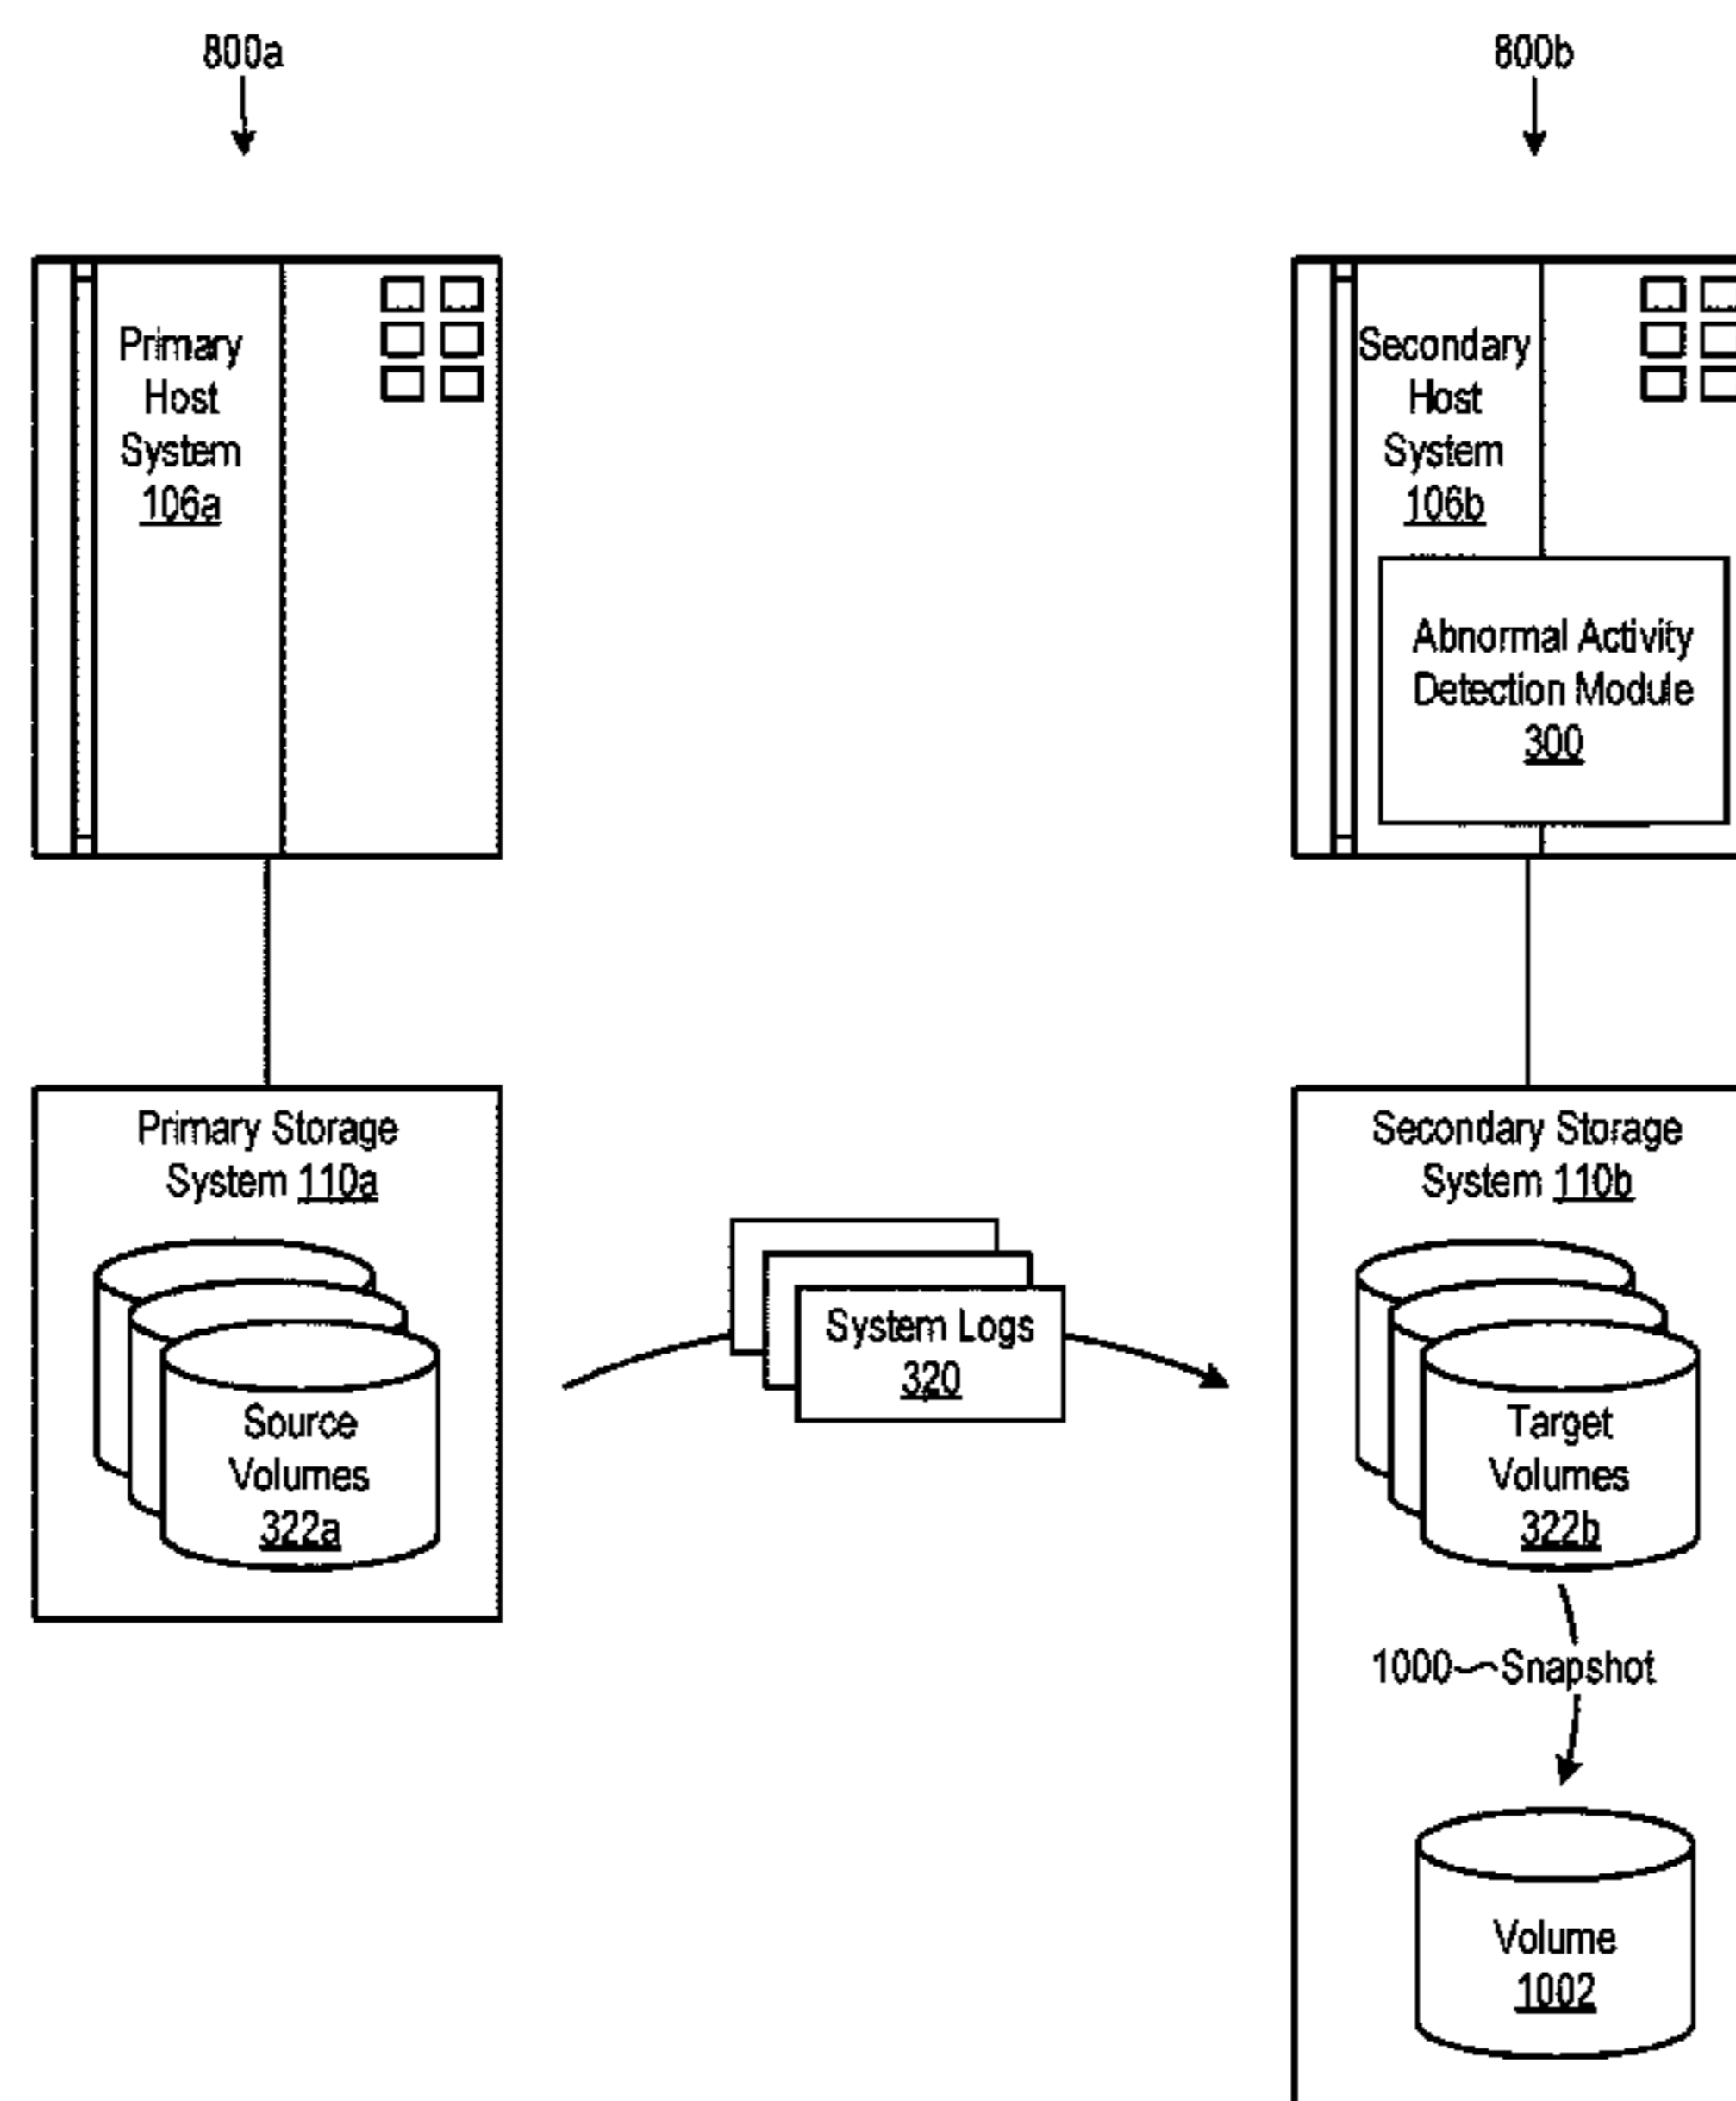 800a
800b
Primary
Host
System
106a
Secondary
Host
System
106b
Abnormal Activity
Detection Module
300
Primary Storage
System 110a
Source
Volumes
322a
System Logs
320
Secondary Storage
System 110b
Target
Volumes
322b
1000 Snapshot
Volume
1002